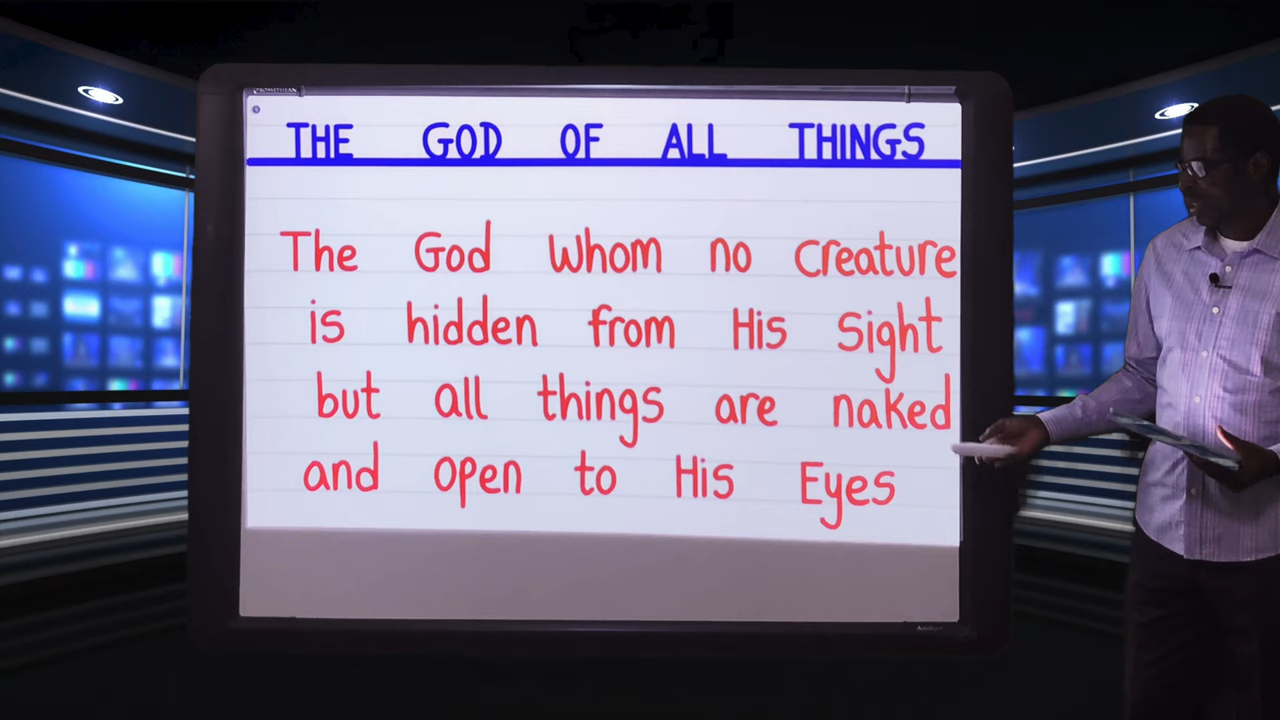 THE GOD OF ALL THINGS
The God Whom no creature
is hidden from His Sight
but all things are naked
and open to His Eyes